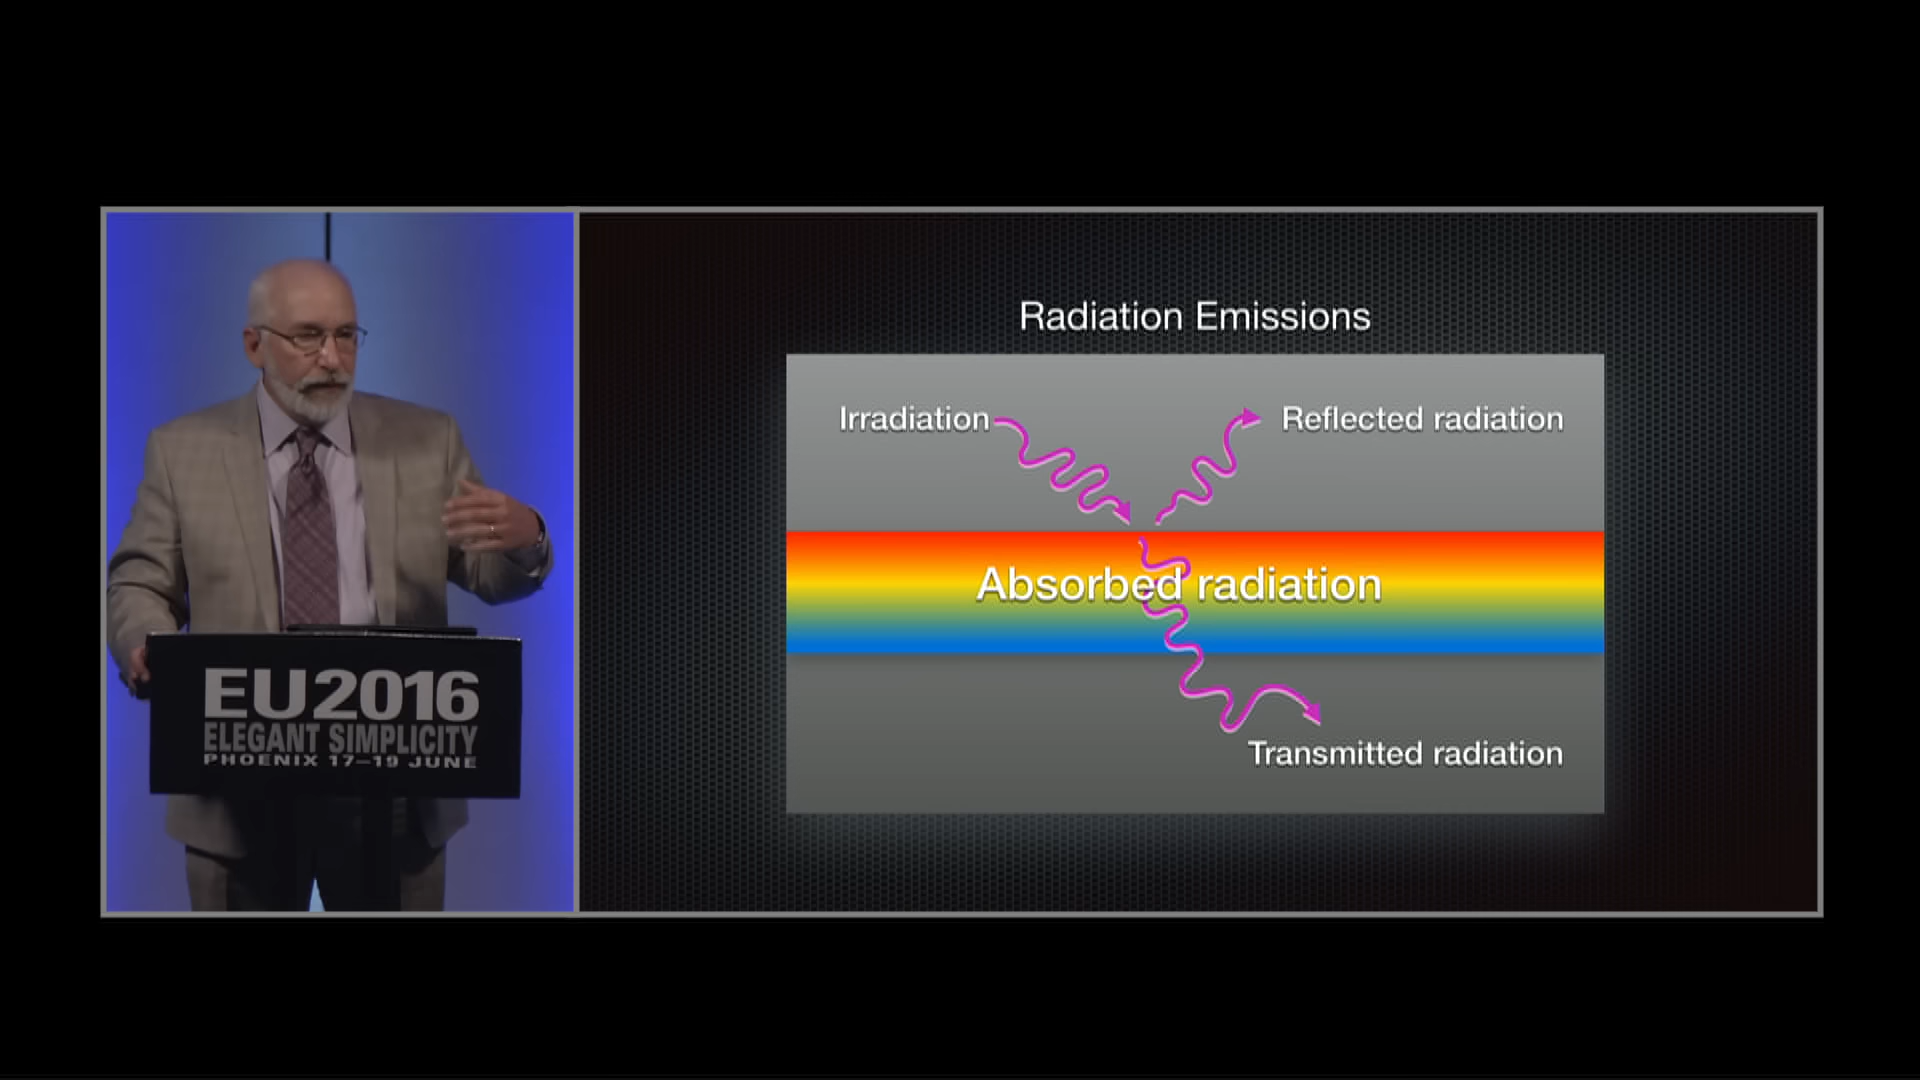 EU2016
ELEGANT SIMPLICITY
PHOENIX 17–19 JUNE
Radiation Emissions
Irradiation
Reflected radiation
Absorbed radiation
Transmitted radiation